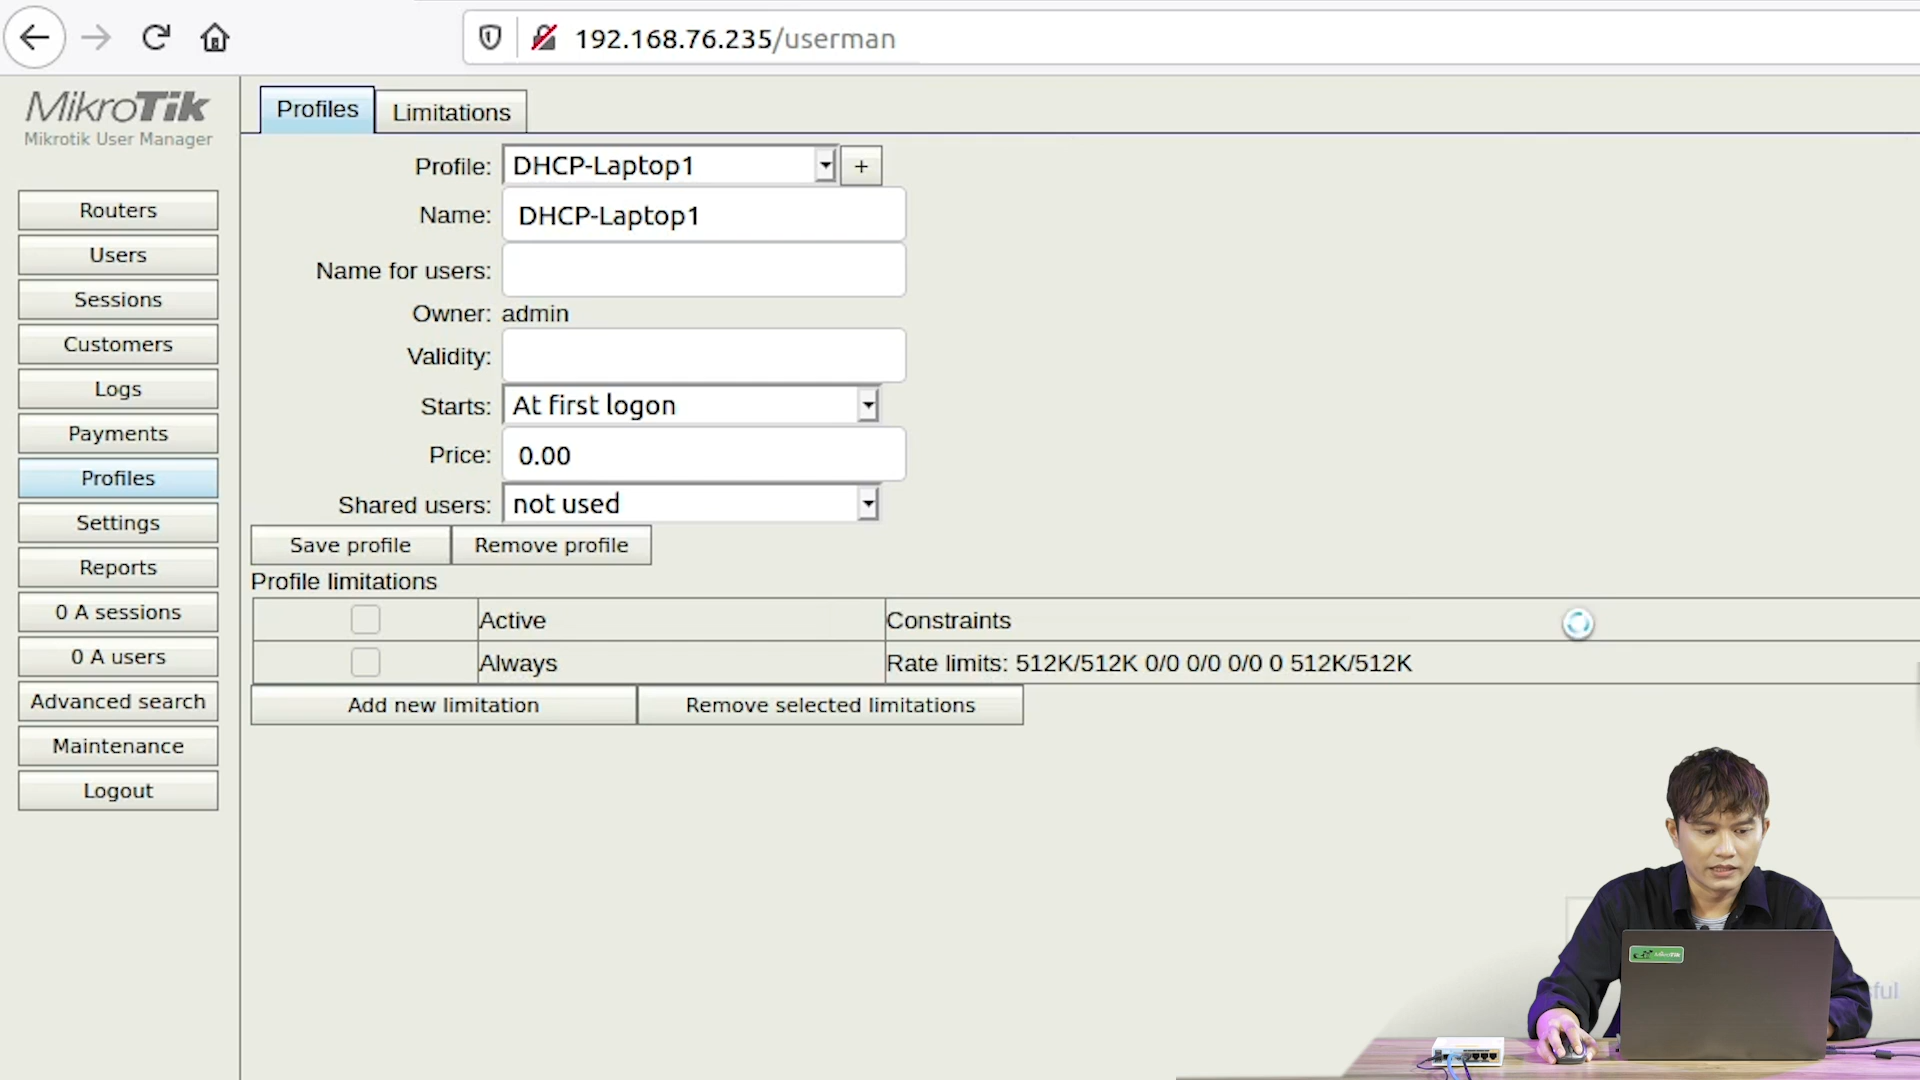 192.168.76.235/userman
MikroTik
Mikrotik User Manager
Routers
Users
Sessions
Customers
Logs
Payments
Profiles
Settings
Reports
0 A sessions
0 A users
Advanced search
Maintenance
Logout
Profiles
Limitations
Profile: DHCP-Laptop1 +
Name: DHCP-Laptop1
Name for users:
Owner: admin
Validity:
Starts: At first logon
Price: 0.00
Shared users: not used
Save profile
Remove profile
Profile limitations
Active Constraints
Always Rate limits: 512K/512K 0/0 0/0 0/0 0 512K/512K
Add new limitation
Remove selected limitations
MikroTik